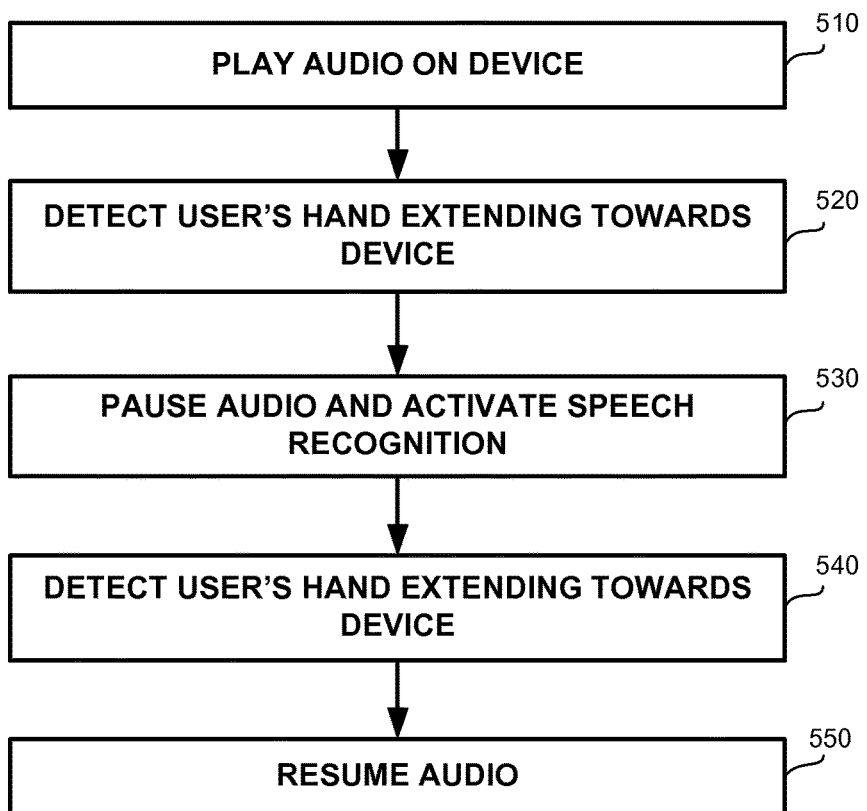 510
PLAY AUDIO ON DEVICE
520
DETECT USER'S HAND EXTENDING TOWARDS
DEVICE
530
PAUSE AUDIO AND ACTIVATE SPEECH
RECOGNITION
540
DETECT USER'S HAND EXTENDING TOWARDS
DEVICE
550
RESUME AUDIO